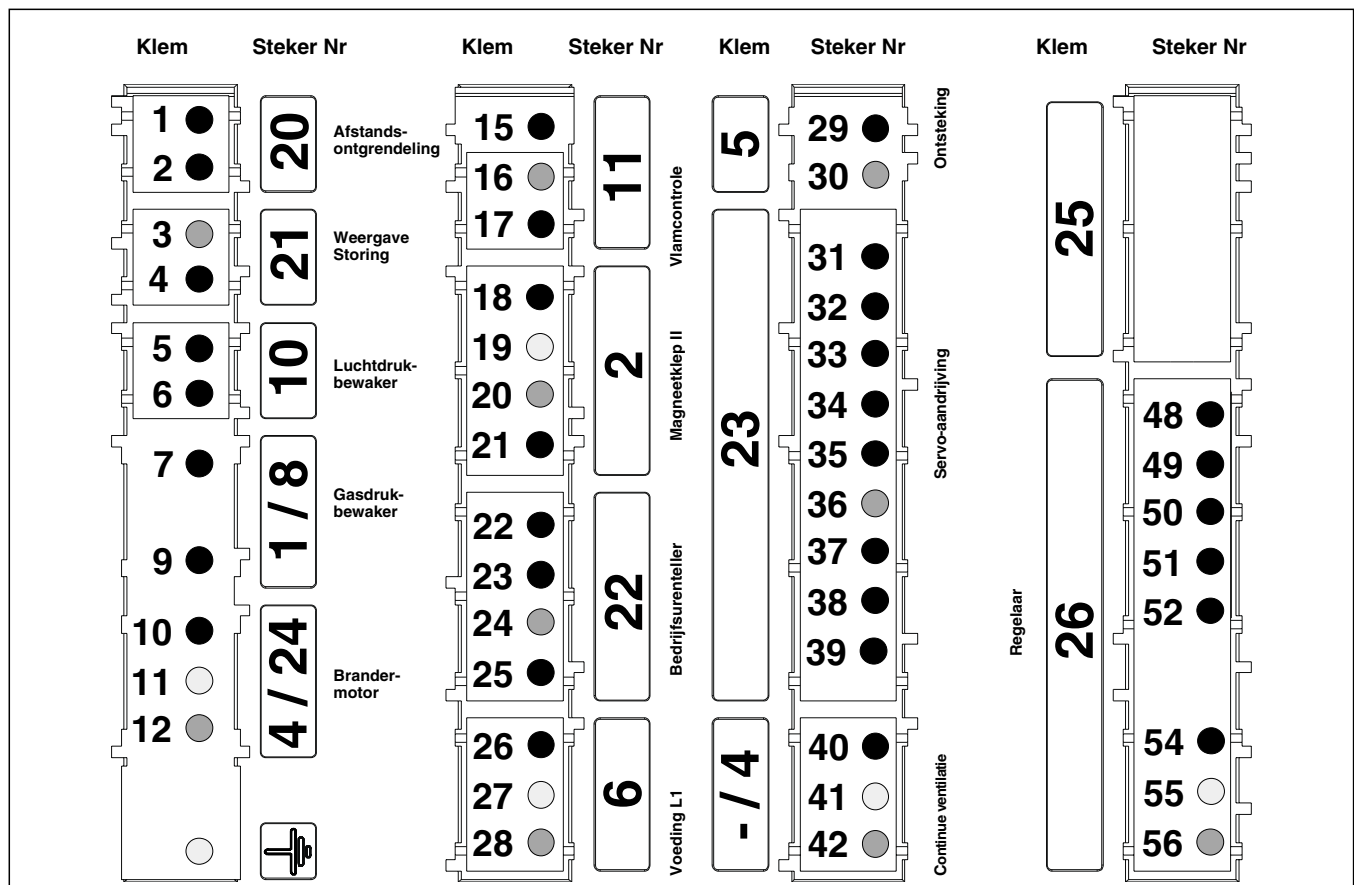 Klem Steker Nr Klem Steker Nr Klem Steker Nr Klem Steker Nr
1
2
20
Afstands-
ontgrendeling
3
4
21
Weergave
Storing
5
6
10
Luchtdruk-
bewaker
7
9
1 / 8
Gasdruk-
bewaker
10
11
12
4 / 24
Brander-
motor
15
16
17
11
Vlamcontrole
18
19
20
21
2
Magneetklep II
22
23
24
25
22
Bedrijfsurenteller
26
27
28
6
Voeding L1
5
29
30
Ontsteking
23
31
32
33
34
35
36
37
38
39
Servo-aandrijving
- / 4
40
41
42
Continue ventilatie
25
Regelaar
26
48
49
50
51
52
54
55
56